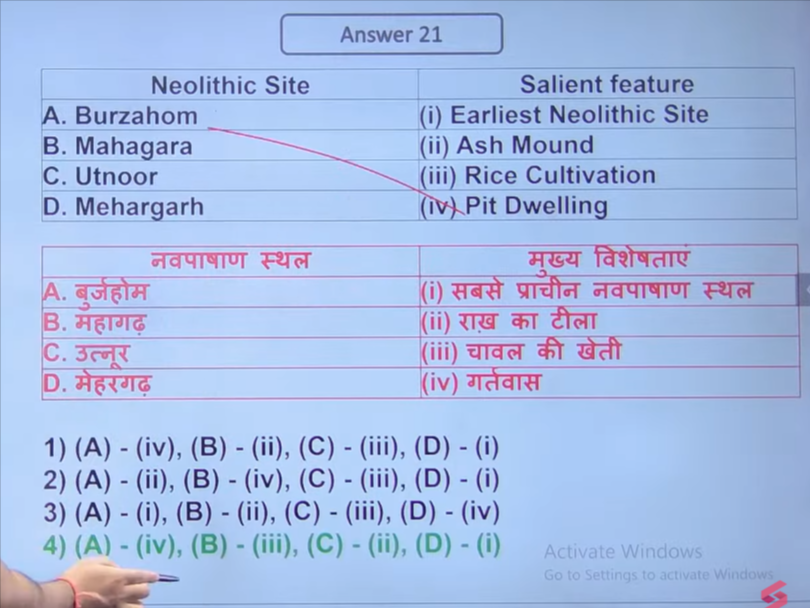 Answer 21
Neolithic Site Salient feature
A. Burzahom (i) Earliest Neolithic Site
B. Mahagara (ii) Ash Mound
C. Utnoor (iii) Rice Cultivation
D. Mehargarh (iv) Pit Dwelling
नवपाषाण स्थल मुख्य विशेषताएं
A. बुर्जहोम (i) सबसे प्राचीन नवपाषाण स्थल
B. महागढ़ (ii) राख़ का टीला
C. उत्नूर (iii) चावल की खेती
D. मेहरगढ़ (iv) गर्तवास
1) (A) - (iv), (B) - (ii), (C) - (iii), (D) - (i)
2) (A) - (ii), (B) - (iv), (C) - (iii), (D) - (i)
3) (A) - (i), (B) - (ii), (C) - (iii), (D) - (iv)
4) (A) - (iv), (B) - (iii), (C) - (ii), (D) - (i)
Activate Windows
Go to Settings to activate Windows